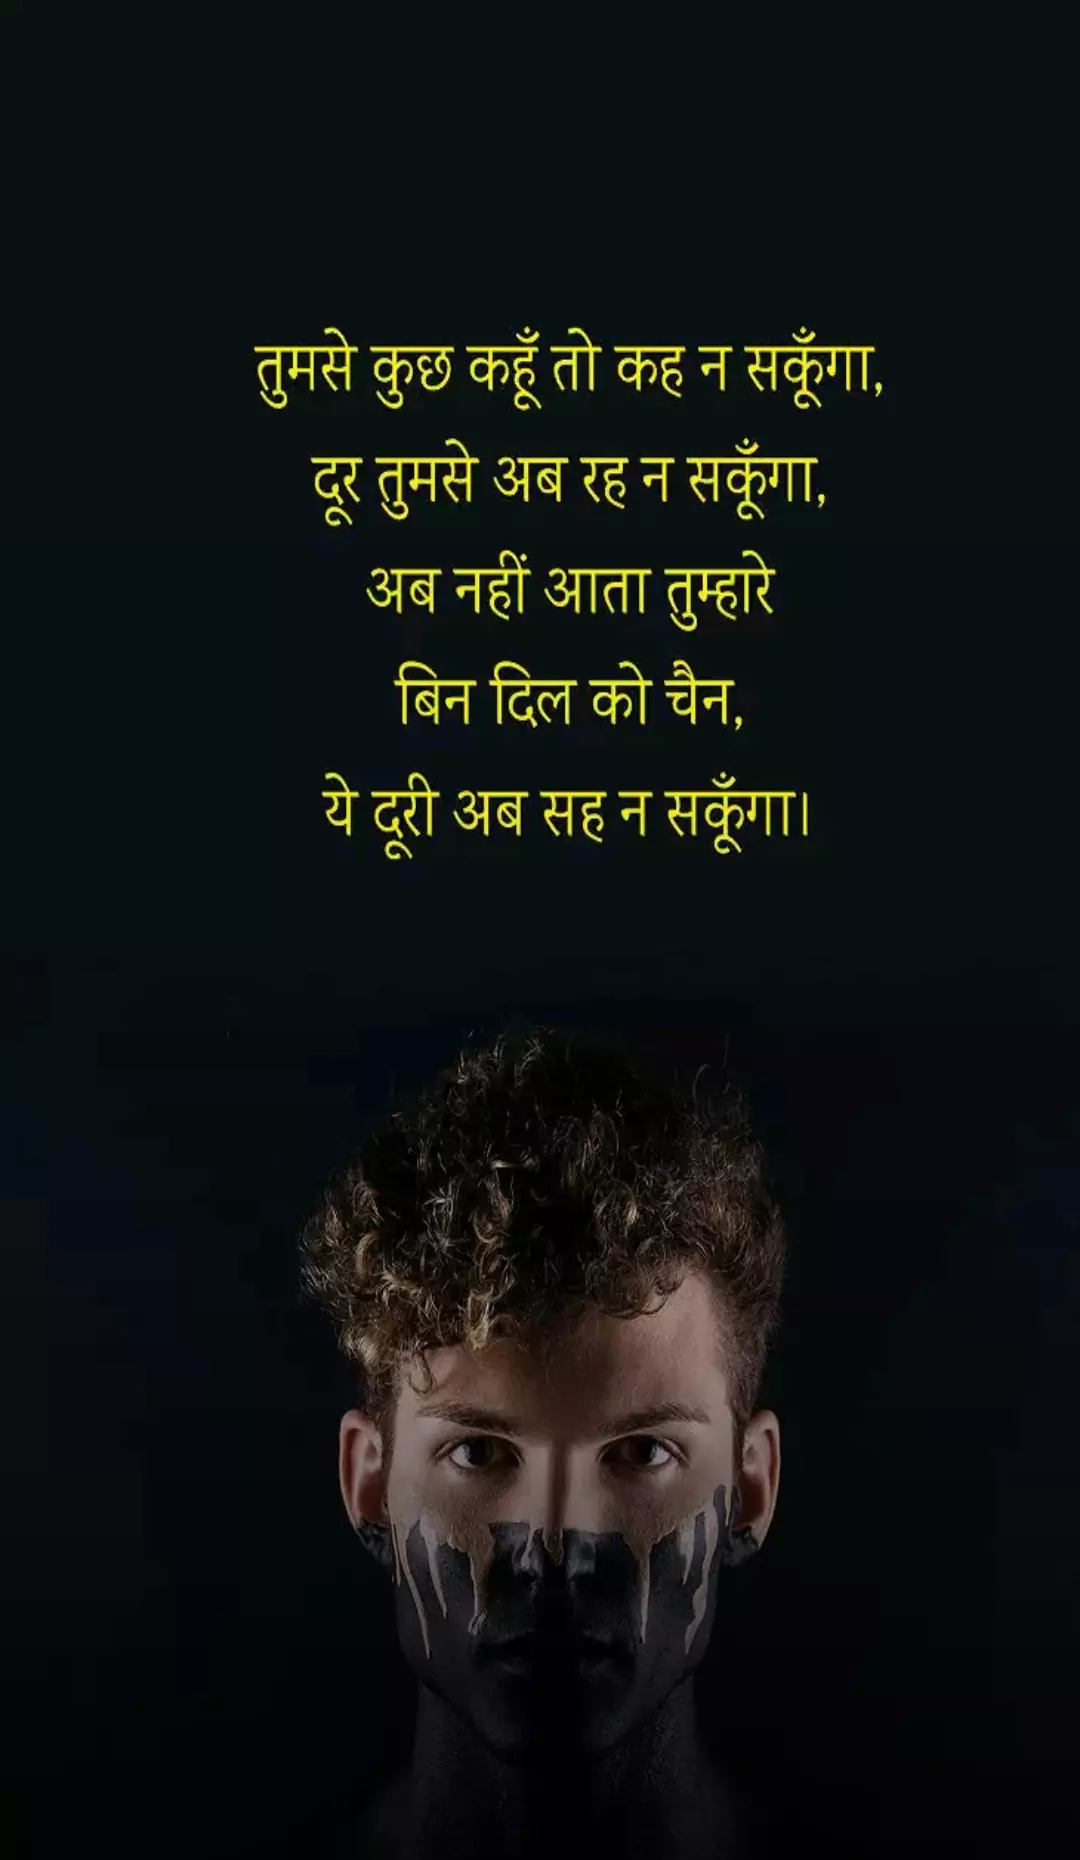 तुमसे कुछ कहूँ तो कह न सकूँगा,
दूर तुमसे अब रह न सकूँगा,
अब नहीं आता तुम्हारे
बिन दिल को चैन,
ये दूरी अब सह न सकूँगा।